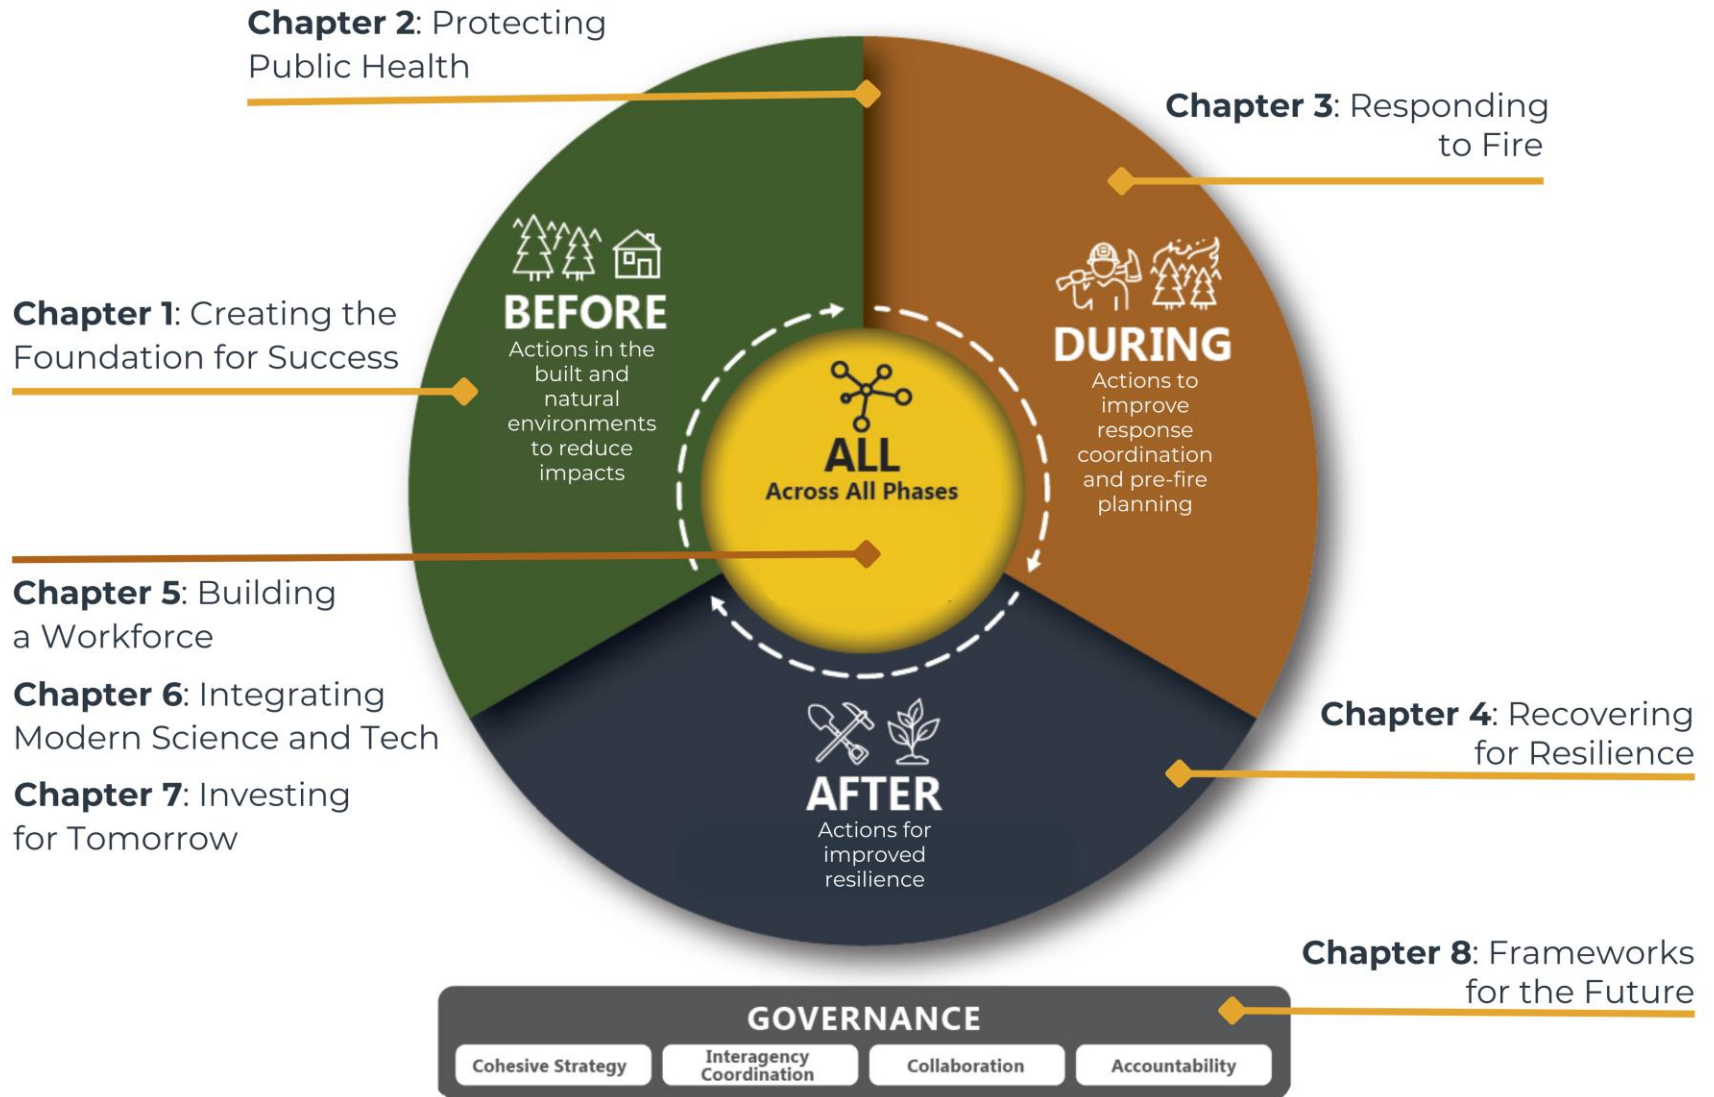 Chapter 2: Protecting
Public Health
Chapter 3: Responding
to Fire
Chapter 1: Creating the
Foundation for Success
BEFORE
Actions in the
built and
natural
environments
to reduce
impacts
DURING
Actions to
improve
response
coordination
and pre-fire
planning
ALL
Across All Phases
Chapter 5: Building
a Workforce
Chapter 6: Integrating
Modern Science and Tech
Chapter 7: Investing
for Tomorrow
AFTER
Actions for
improved
resilience
Chapter 4: Recovering
for Resilience
Chapter 8: Frameworks
for the Future
GOVERNANCE
Cohesive Strategy
Interagency
Coordination
Collaboration
Accountability